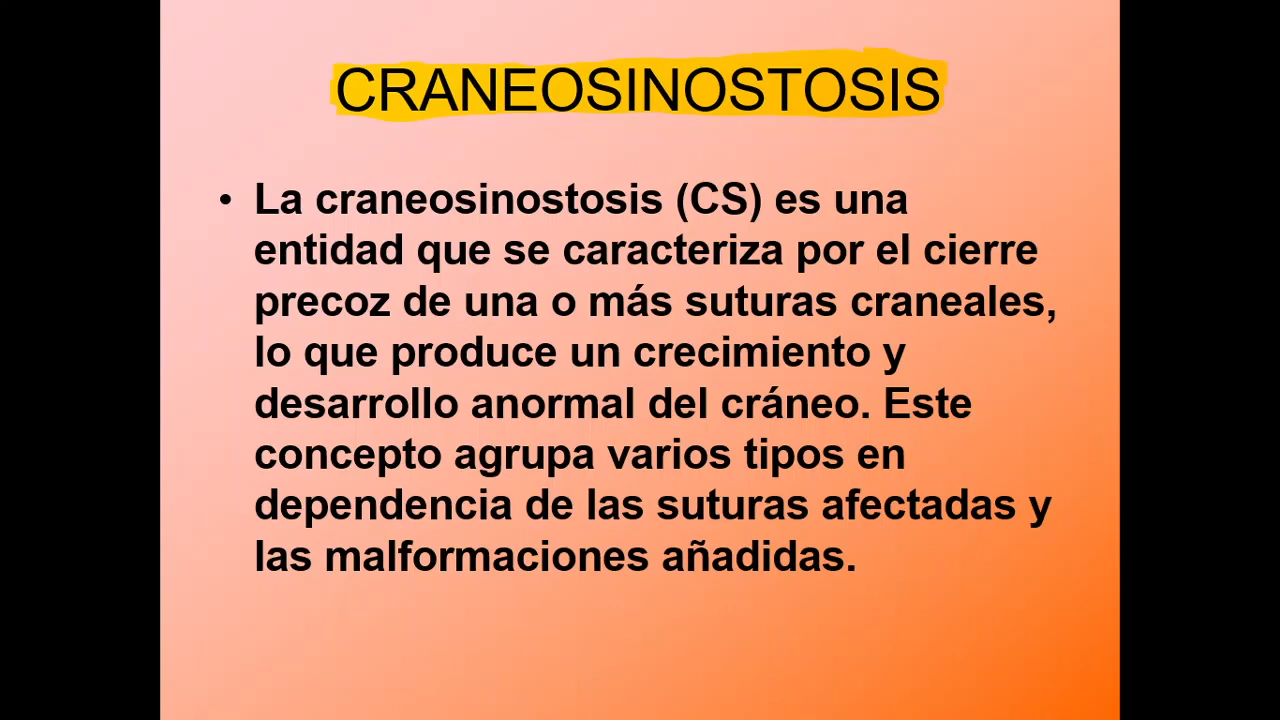 CRANEOSINOSTOSIS
• La craneosinostosis (CS) es una
entidad que se caracteriza por el cierre
precoz de una o más suturas craneales,
lo que produce un crecimiento y
desarrollo anormal del cráneo. Este
concepto agrupa varios tipos en
dependencia de las suturas afectadas y
las malformaciones añadidas.